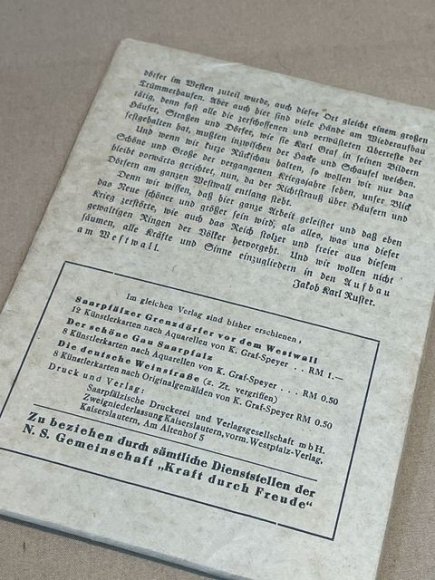 dörfer im Westen zuteil wurde, auch dieser Ort gleicht einem großen
Trümmerhaufen. Aber auch hier sind viele Hände am Wiederaufbau
tätig, denn fast alle die zerschossenen und verwüsteten Überreste der
Häuser, Straßen und Dörfer, wie sie Karl Graf in seinen Bildern
festgehalten hat, mußten inzwischen der Hacke und Schaufel weichen.
Und wenn wir kurze Rückschau halten, so wollen wir nur das
Schöne und Große der vergangenen Kriegsjahre sehen, unser Blick
bleibt vorwärts gerichtet, nun, da der Richtstrauß über Häusern und
Dörfern am ganzen Westwall entlang steht.
Denn wir wissen, daß hier ganze Arbeit geleistet und daß eben
das Neue schöner und größer sein wird, als alles, was uns dieser
Krieg zerstörte, wie auch das Reich stolzer und freier aus diesem
gewaltigen Ringen der Völker hervorgeht. Und wir wollen nicht
säumen, alle Kräfte und Sinne einzugliedern in den Aufbau
am Westwall.
Jakob Karl Rußler.
Im gleichen Verlag sind bisher erschienen:
Saarpfälzer Grenzdörfer vor dem Westwall
12 Künstlerkarten nach Aquarellen von K. Graf-Speyer . . RM 1.—
Der schöne Gau Saarpfalz
8 Künstlerkarten nach Aquarellen von K. Graf-Speyer . . . RM 0.50
Die deutsche Weinstraße (z. Zt. vergriffen)
8 Künstlerkarten nach Originalgemälden von K. Graf-Speyer RM 0.50
Druck und Verlag,
Saarpfälzische Druckerei und Verlagsgesellschaft mbH.
Zweigniederlassung Kaiserslautern, vorm. Westpfalz-Verlag,
Kaiserslautern, Am Altenhof 5
Zu beziehen durch sämtliche Dienststellen der
N. S. Gemeinschaft „Kraft durch Freude"